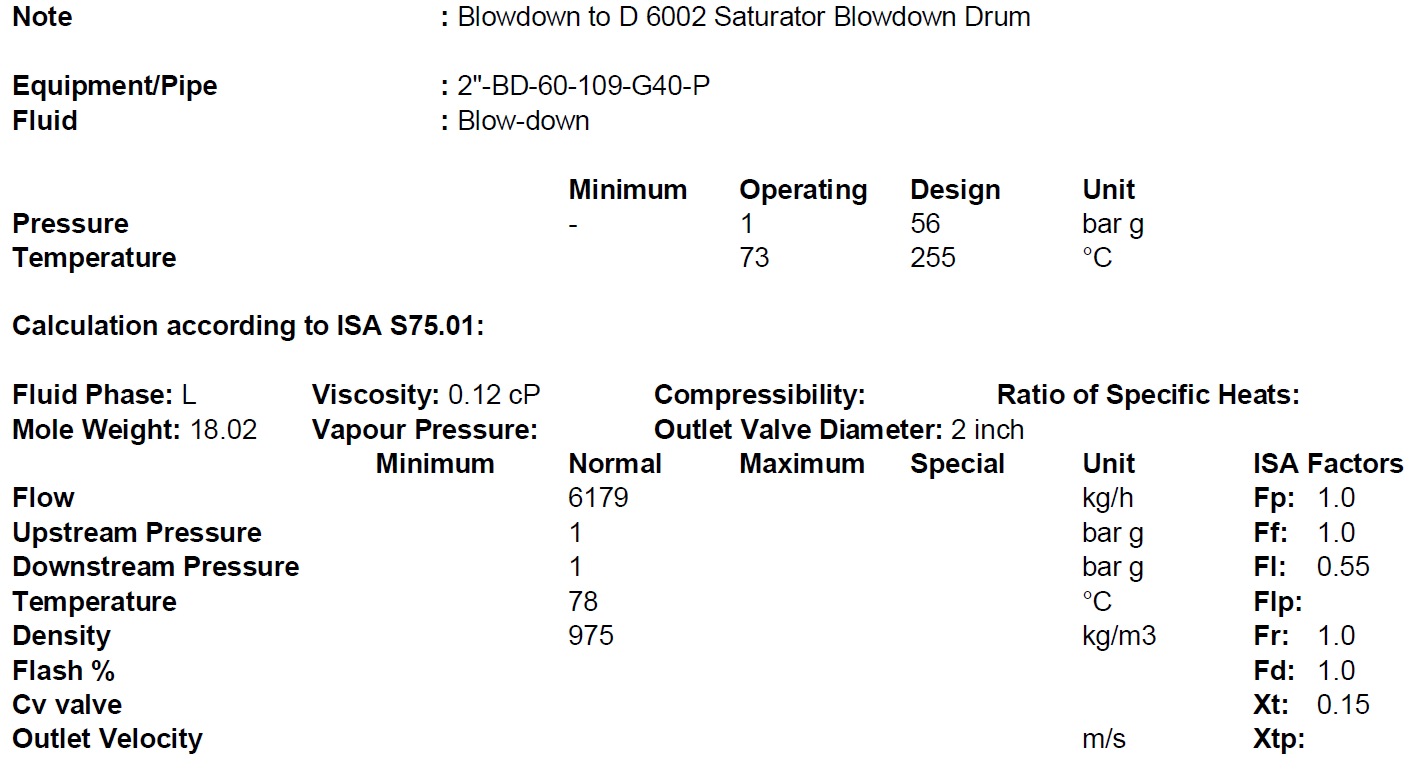 Note : Blowdown to D 6002 Saturator Blowdown Drum
Equipment/Pipe : 2"-BD-60-109-G40-P
Fluid : Blow-down
Minimum Operating Design Unit
Pressure - 1 56 bar g
Temperature 73 255 °C
Calculation according to ISA S75.01:
Fluid Phase: L Viscosity: 0.12 cP Compressibility: Ratio of Specific Heats:
Mole Weight: 18.02 Vapour Pressure: Outlet Valve Diameter: 2 inch
Minimum Normal Maximum Special Unit ISA Factors
Flow 6179 kg/h Fp: 1.0
Upstream Pressure 1 bar g Ff: 1.0
Downstream Pressure 1 bar g Fl: 0.55
Temperature 78 °C Flp:
Density 975 kg/m3 Fr: 1.0
Flash % Fd: 1.0
Cv valve Xt: 0.15
Outlet Velocity m/s Xtp: